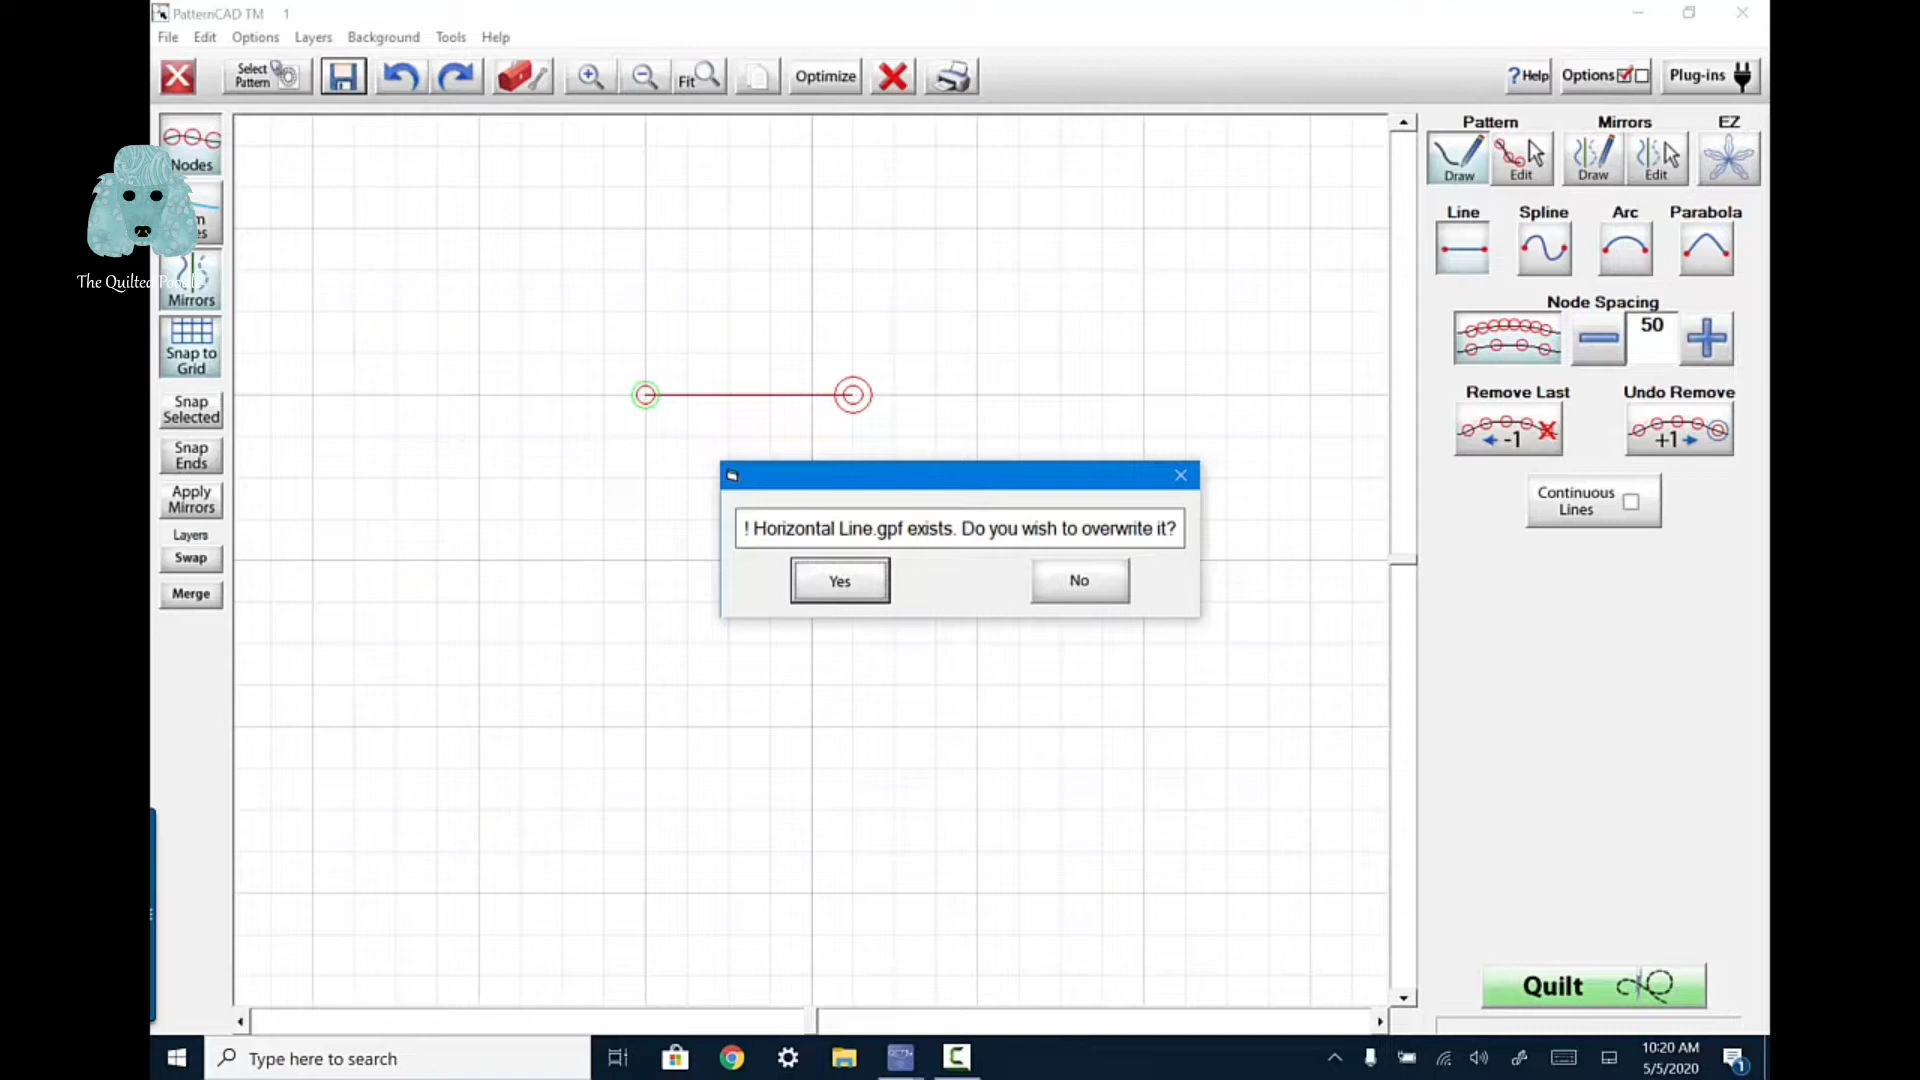 PatternCAD TM 1
File Edit Options Layers Background Tools Help
Select Pattern
Fit
Optimize
?Help
Options
Plug-ins
Nodes
The Quilted
Mirrors
Snap to
Grid
Snap
Selected
Snap
Ends
Apply
Mirrors
Layers
Swap
Merge
! Horizontal Line.gpf exists. Do you wish to overwrite it?
Yes No
Pattern Mirrors EZ
Draw Edit Draw Edit
Line Spline Arc Parabola
Node Spacing
50
Remove Last Undo Remove
-1 +1
Continuous
Lines
Quilt
Type here to search
10:20 AM
5/5/2020
1